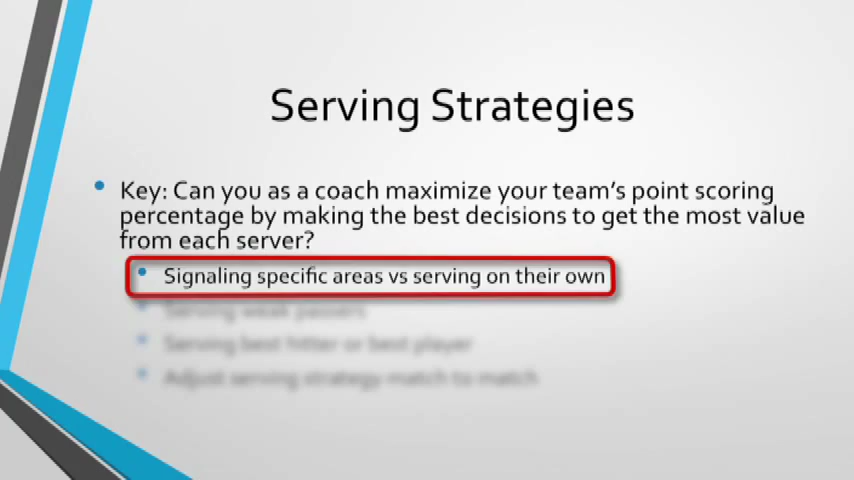 Serving Strategies
Key: Can you as a coach maximize your team's point scoring
percentage by making the best decisions to get the most value
from each server?
Signaling specific areas vs serving on their own
Serving weak passers
Serving best hitter or best player
Adjust serving strategy match to match